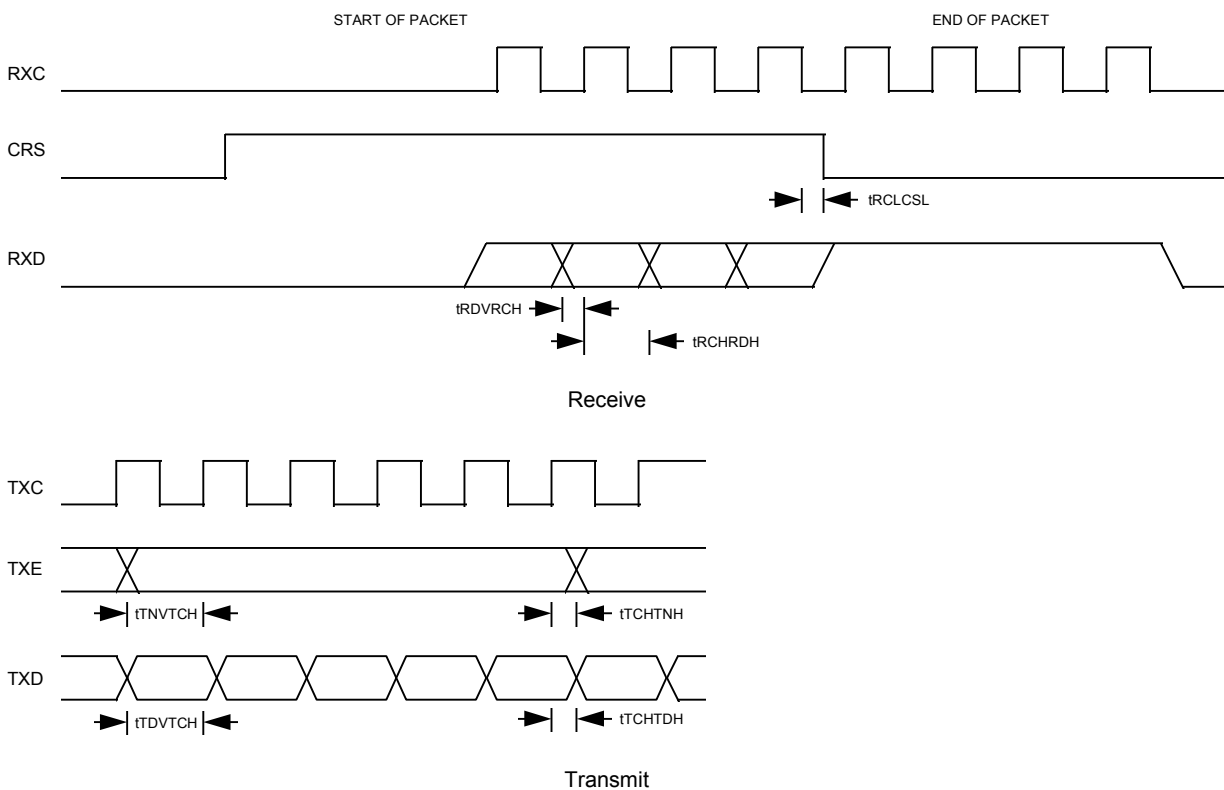 START OF PACKET
END OF PACKET
RXC
CRS
tRCLCSL
RXD
tRDVRCH
tRCHRDH
Receive
TXC
TXE
tTNVTCH
tTCHTNH
TXD
tTDVTCH
tTCHTDH
Transmit